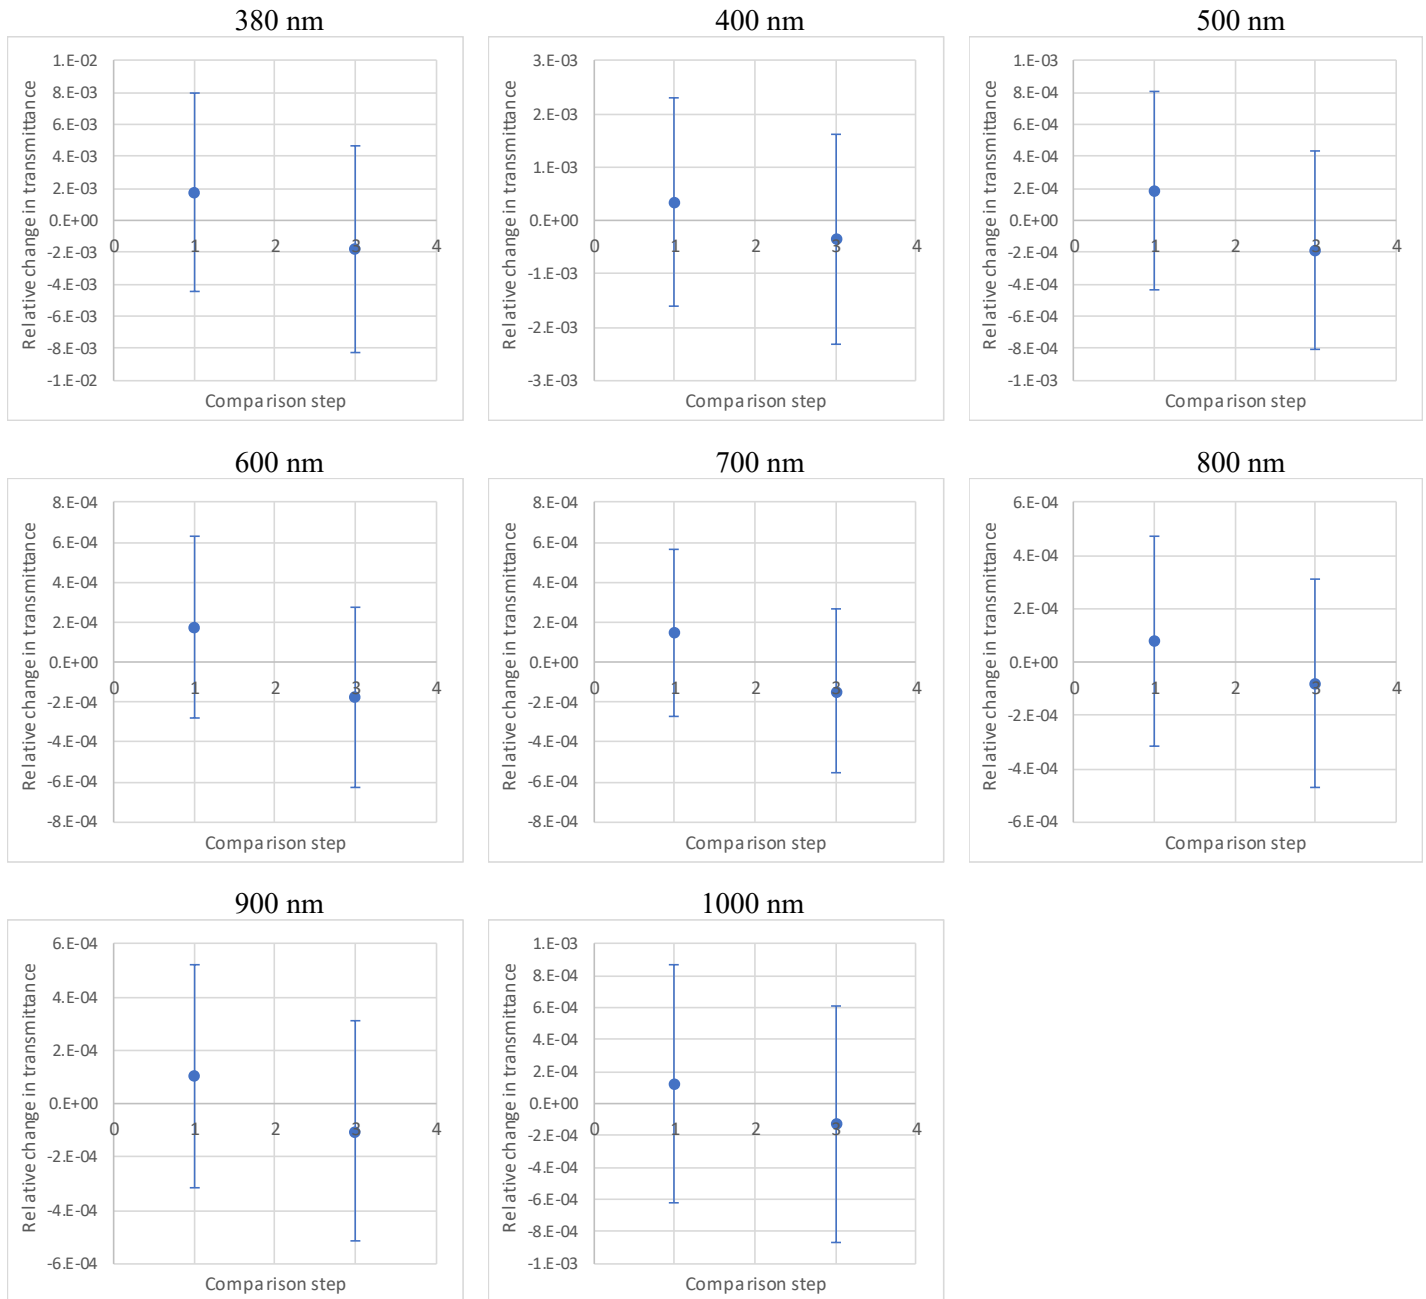 380 nm
Relative change in transmittance
1.E-02
8.E-03
6.E-03
4.E-03
2.E-03
0.E+00
-2.E-03
-4.E-03
-6.E-03
-8.E-03
-1.E-02
0 1 2 3 4
Comparison step
400 nm
Relative change in transmittance
3.E-03
2.E-03
1.E-03
0.E+00
-1.E-03
-2.E-03
-3.E-03
0 1 2 3 4
Comparison step
500 nm
Relative change in transmittance
1.E-03
8.E-04
6.E-04
4.E-04
2.E-04
0.E+00
-2.E-04
-4.E-04
-6.E-04
-8.E-04
-1.E-03
0 1 2 3 4
Comparison step
600 nm
Relative change in transmittance
8.E-04
6.E-04
4.E-04
2.E-04
0.E+00
-2.E-04
-4.E-04
-6.E-04
-8.E-04
0 1 2 3 4
Comparison step
700 nm
Relative change in transmittance
8.E-04
6.E-04
4.E-04
2.E-04
0.E+00
-2.E-04
-4.E-04
-6.E-04
-8.E-04
0 1 2 3 4
Comparison step
800 nm
Relative change in transmittance
6.E-04
4.E-04
2.E-04
0.E+00
-2.E-04
-4.E-04
-6.E-04
0 1 2 3 4
Comparison step
900 nm
Relative change in transmittance
6.E-04
4.E-04
2.E-04
0.E+00
-2.E-04
-4.E-04
-6.E-04
0 1 2 3 4
Comparison step
1000 nm
Relative change in transmittance
1.E-03
8.E-04
6.E-04
4.E-04
2.E-04
0.E+00
-2.E-04
-4.E-04
-6.E-04
-8.E-04
-1.E-03
0 1 2 3 4
Comparison step